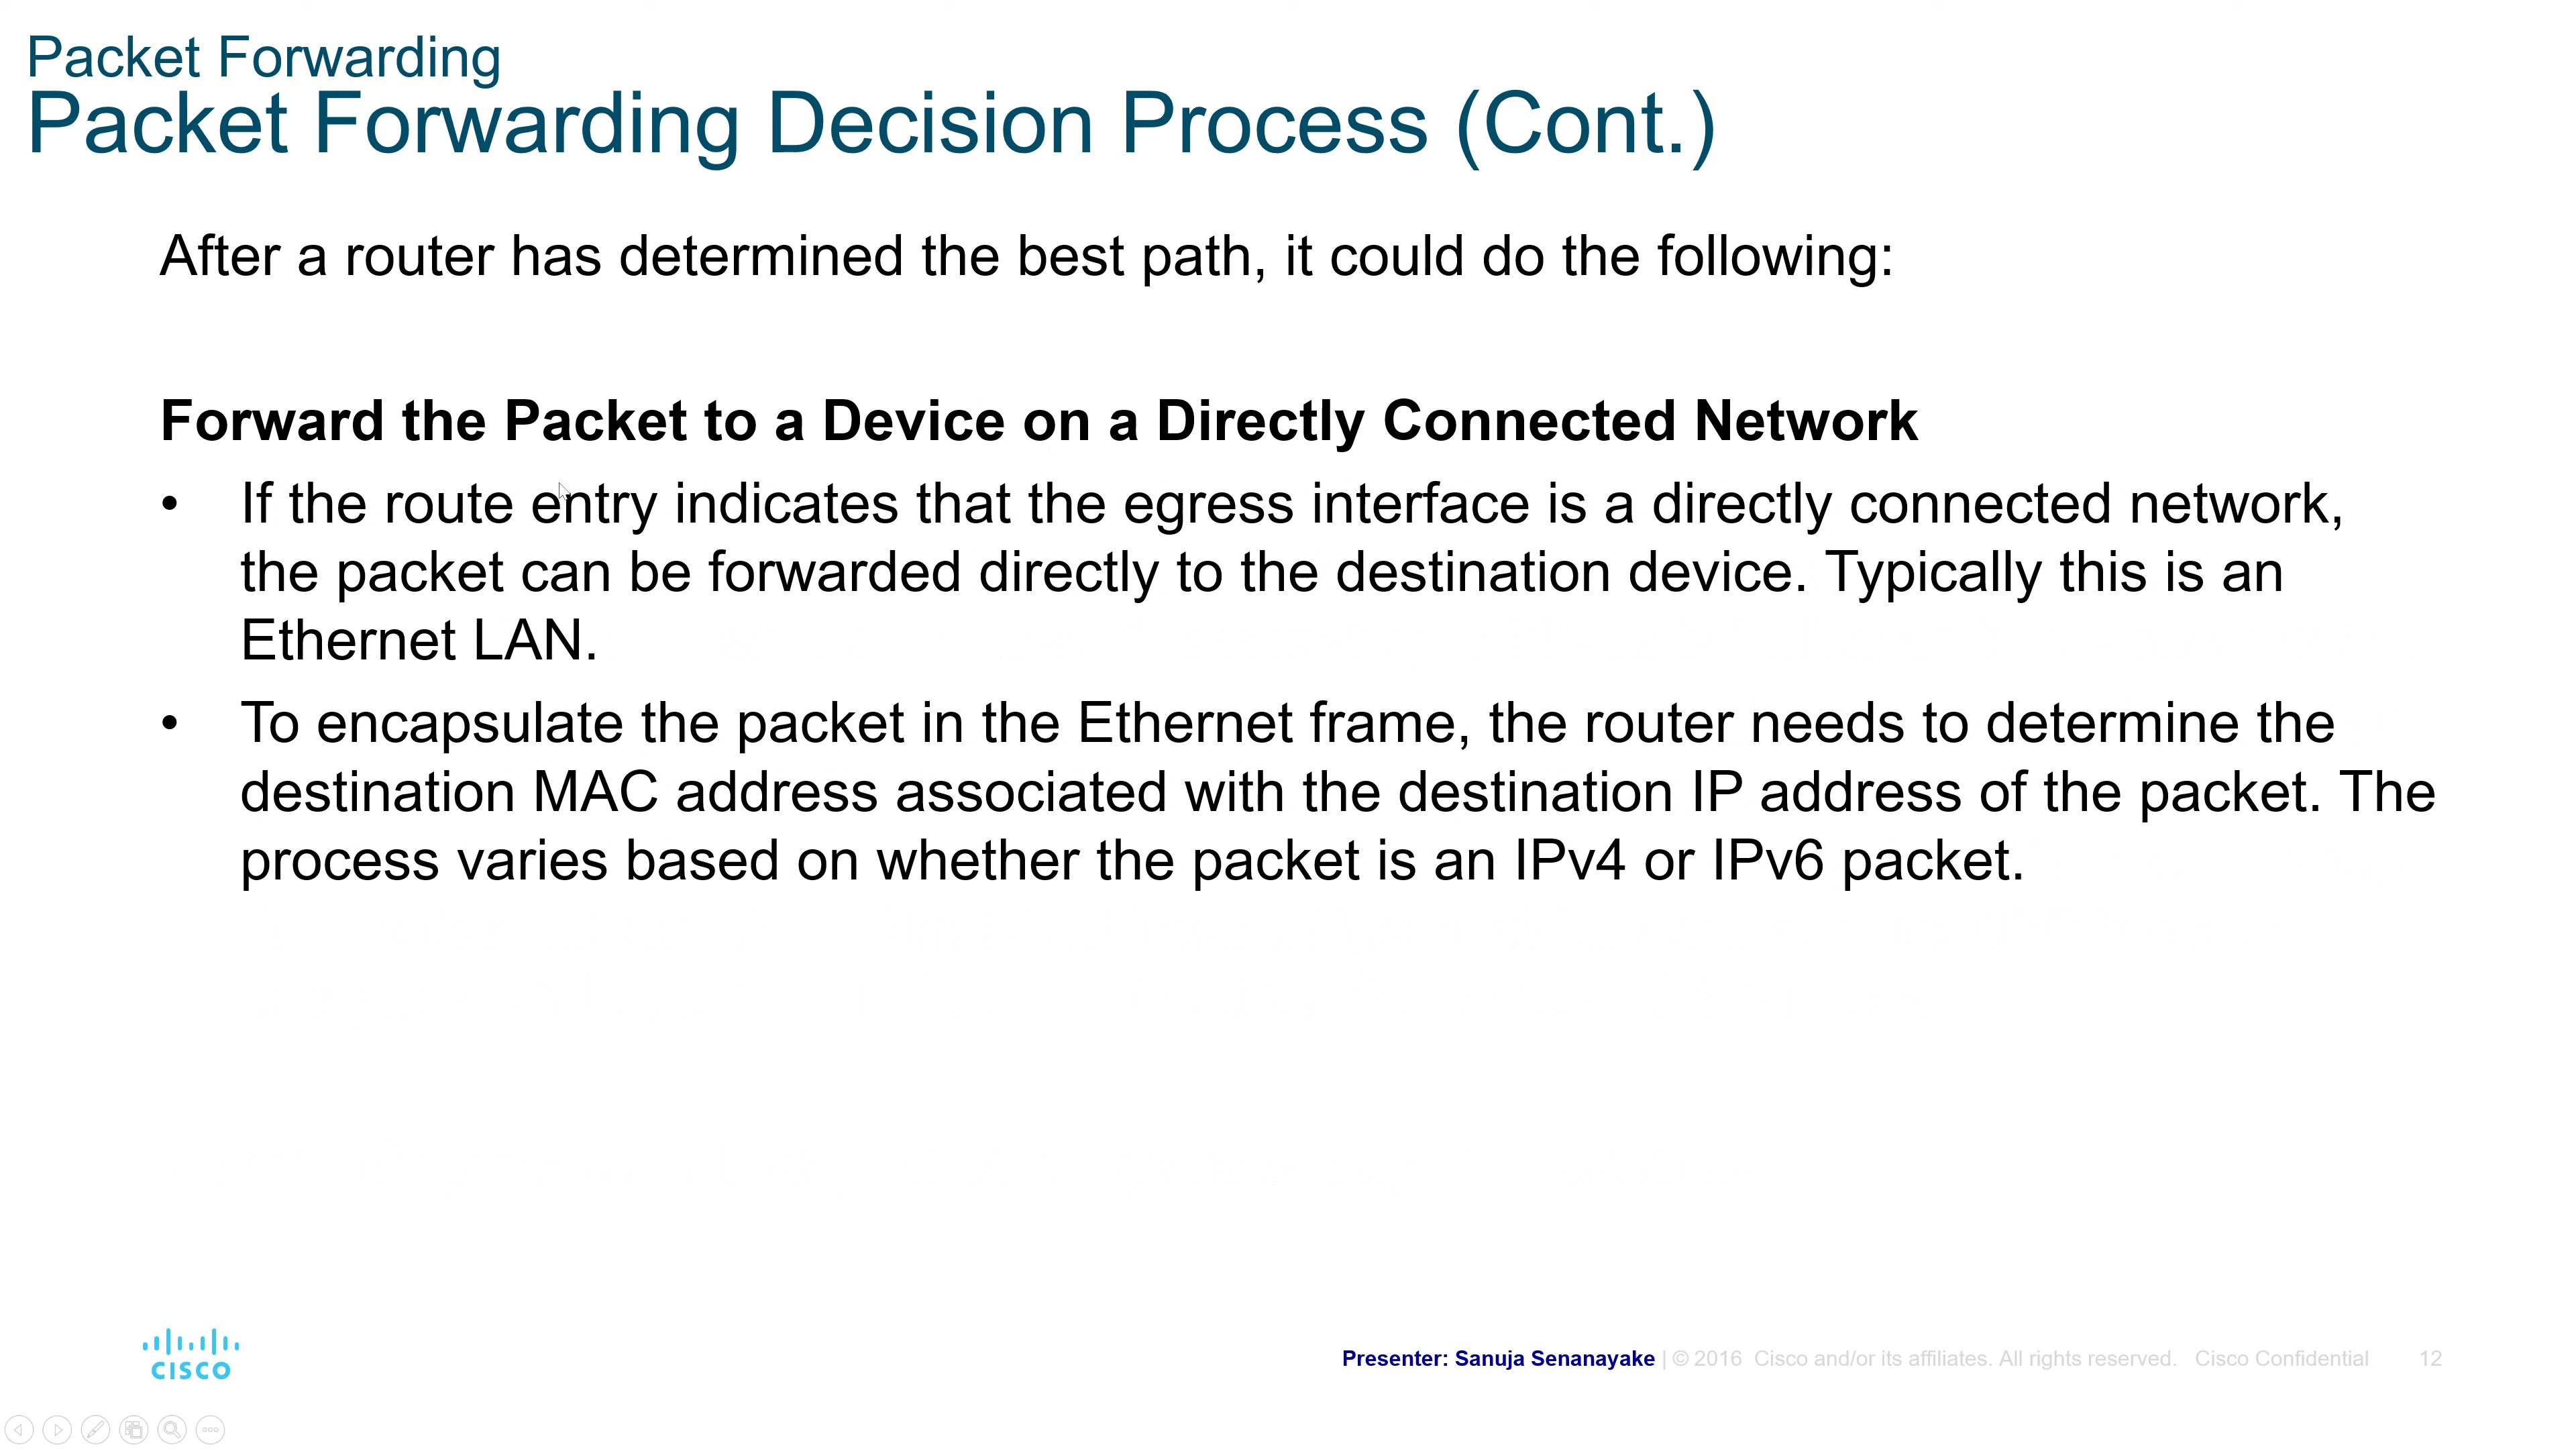 Packet Forwarding
Packet Forwarding Decision Process (Cont.)
After a router has determined the best path, it could do the following:
Forward the Packet to a Device on a Directly Connected Network
• If the route entry indicates that the egress interface is a directly connected network,
the packet can be forwarded directly to the destination device. Typically this is an
Ethernet LAN.
• To encapsulate the packet in the Ethernet frame, the router needs to determine the
destination MAC address associated with the destination IP address of the packet. The
process varies based on whether the packet is an IPv4 or IPv6 packet.
CISCO
Presenter: Sanuja Senanayake | © 2016 Cisco and/or its affiliates. All rights reserved. Cisco Confidential 12